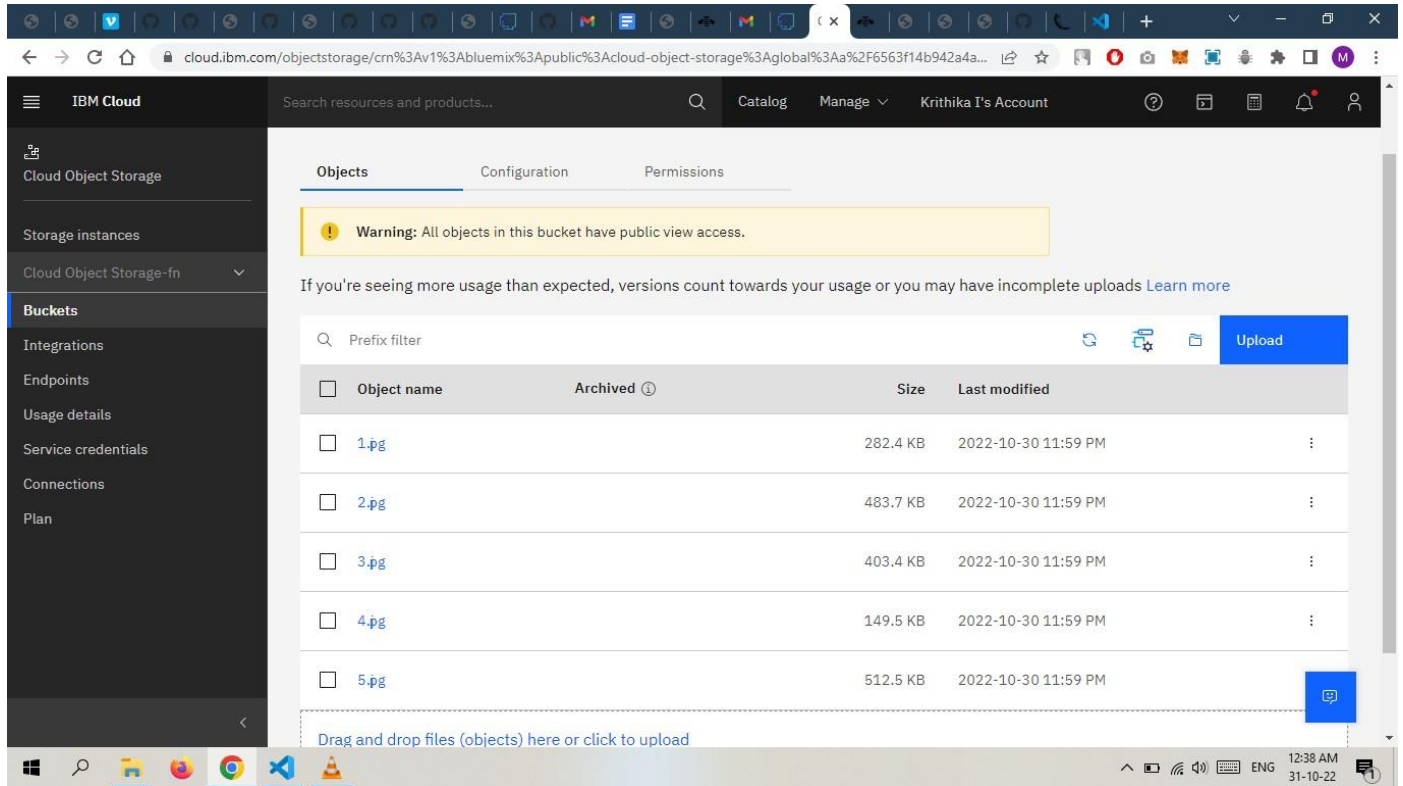 cloud.ibm.com/objectstorage/crn%3Av1%3Abluemix%3Apublic%3Acloud-object-storage%3Aglobal%3Aa%2F6563f14b942a4a...
M
IBM Cloud
Search resources and products...
Catalog
Manage
Krithika I's Account
Cloud Object Storage
Storage instances
Cloud Object Storage-fn
Buckets
Integrations
Endpoints
Usage details
Service credentials
Connections
Plan
Objects Configuration Permissions
Warning: All objects in this bucket have public view access.
If you're seeing more usage than expected, versions count towards your usage or you may have incomplete uploads Learn more
Prefix filter
Upload
Object name Archived Size Last modified
1.jpg 282.4 KB 2022-10-30 11:59 PM
2.jpg 483.7 KB 2022-10-30 11:59 PM
3.jpg 403.4 KB 2022-10-30 11:59 PM
4.jpg 149.5 KB 2022-10-30 11:59 PM
5.jpg 512.5 KB 2022-10-30 11:59 PM
Drag and drop files (objects) here or click to upload
ENG
12:38 AM
31-10-22
1